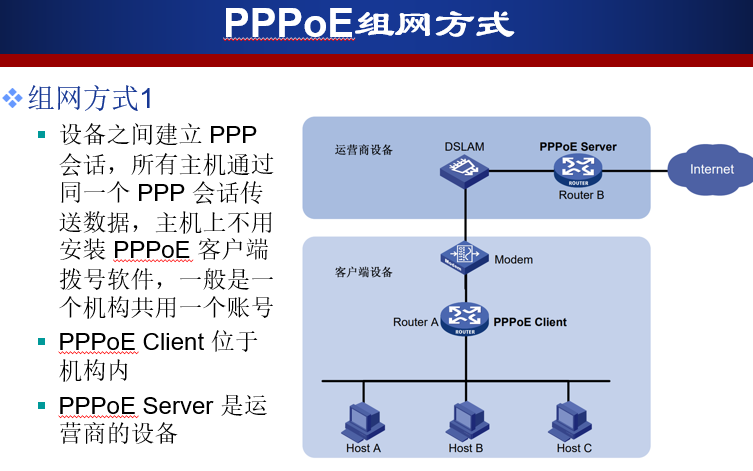 PPPoE组网方式
组网方式1
设备之间建立 PPP
会话，所有主机通过
同一个 PPP 会话传
送数据，主机上不用
安装 PPPoE 客户端
拨号软件，一般是一
个机构共用一个账号
PPPoE Client 位于
机构内
PPPoE Server 是运
营商的设备
运营商设备
DSLAM
PPPoE Server
ROUTER
Router B
Internet
客户端设备
Modem
Modem
Router A
ROUTER
PPPoE Client
Host A
Host B
Host C